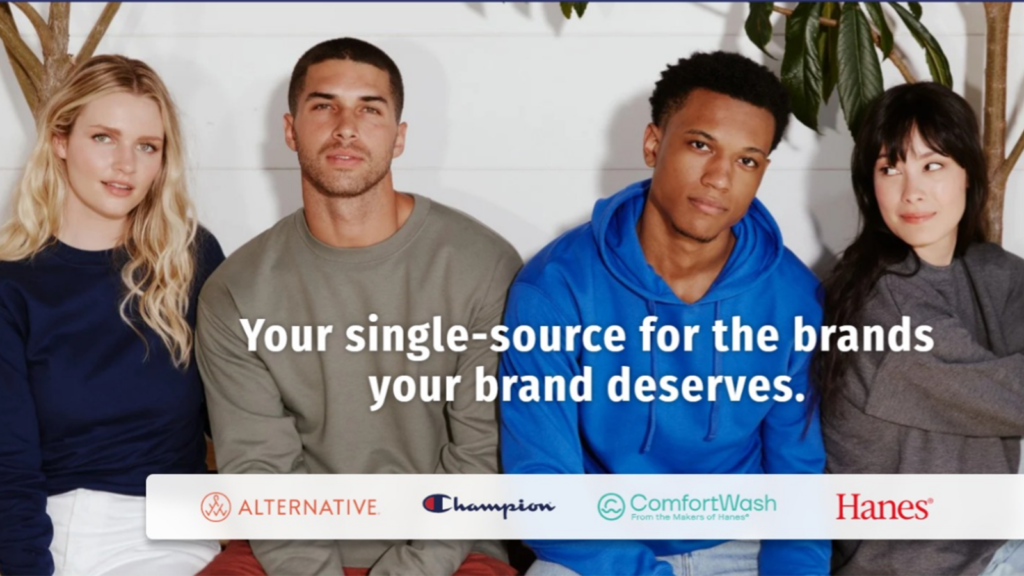 Your single-source for the brands
your brand deserves.
ALTERNATIVE.
Champion
ComfortWash
From the Makers of Hanes®
Hanes®